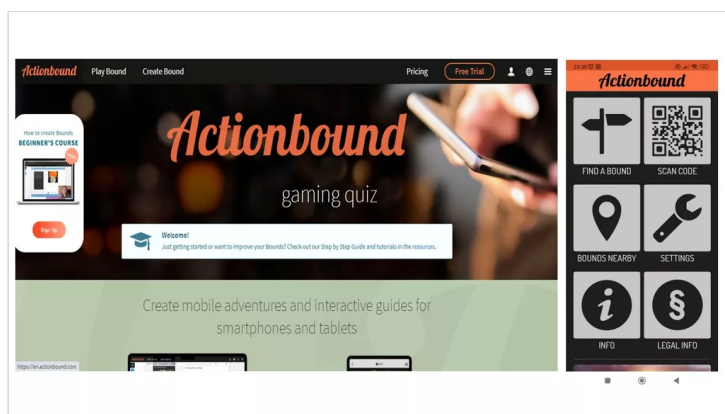 Actionbound Play Bound Create Bound Pricing Free Trial
How to create Bounds
BEGINNER'S COURSE
Sign Up
Actionbound
gaming quiz
Welcome!
Just getting started or want to improve your Bounds? Check out our Step by Step Guide and tutorials in the resources.
Create mobile adventures and interactive guides for
smartphones and tablets
https://en.actionbound.com
Actionbound
FIND A BOUND SCAN CODE
BOUNDS NEARBY SETTINGS
INFO LEGAL INFO